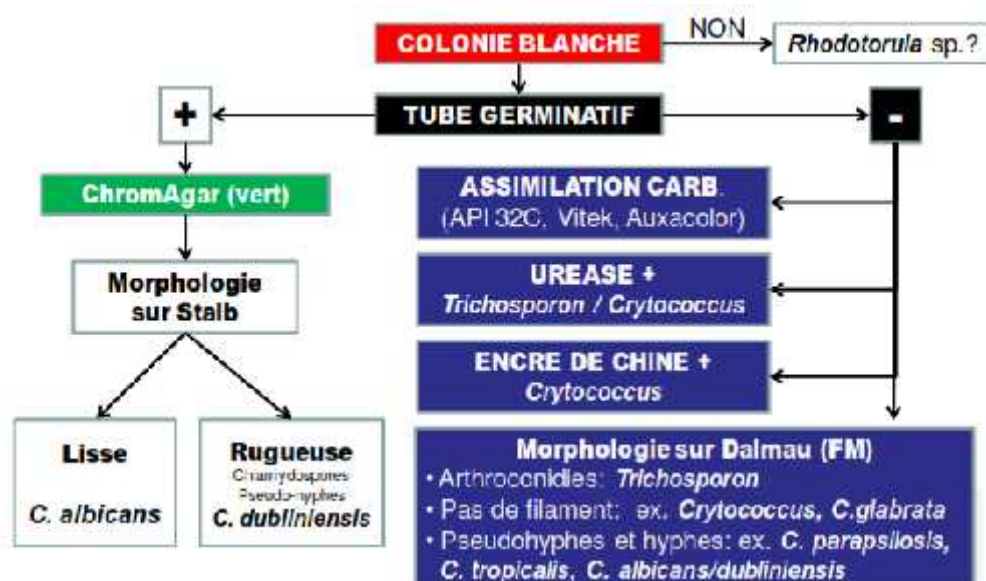 COLONIE BLANCHE
NON
Rhodotorula sp.?
+
TUBE GERMINATIF
-
ChromAgar (vert)
Morphologie
sur Staib
Lisse
C. albicans
Rugueuse
Chlamydospores
Pseudo-hyphes
C. dubliniensis
ASSIMILATION CARB.
(API 32C, Vitek, Auxacolor)
UREASE +
Trichosporon / Crytococcus
ENCRE DE CHINE +
Crytococcus
Morphologie sur Dalmau (FM)
• Arthroconidies: Trichosporon
• Pas de filament: ex. Crytococcus, C.glabrata
• Pseudohyphes et hyphes: ex. C. parapsilosis,
C. tropicalis, C. albicans/dubliniensis